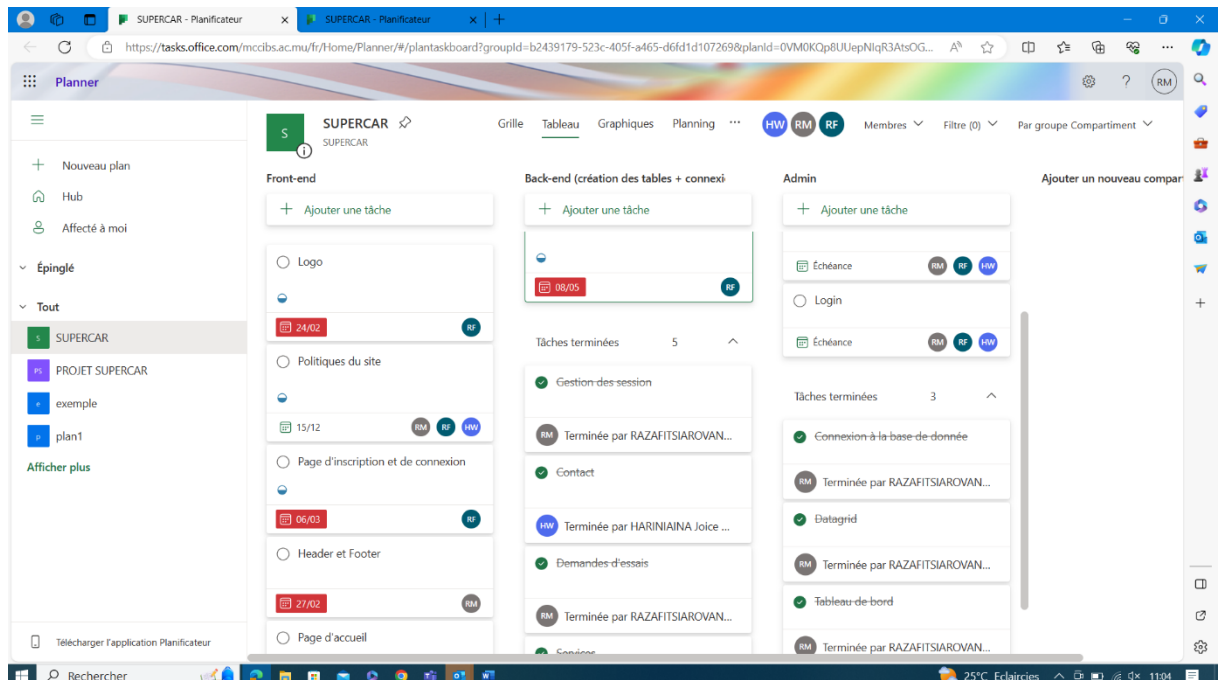 SUPERCAR - Planificateur
SUPERCAR - Planificateur
https://tasks.office.com/mccibs.ac.mu/fr/Home/Planner/#/plantaskboard?groupId=b2439179-523c-405f-a465-d6fd1d107269&planId=0VM0KQp8UUepNIqR3AtsOG...
Planner
RM
S
SUPERCAR
SUPERCAR
Grille Tableau Graphiques Planning ...
HW RM RF
Membres Filtre (0) Par groupe Compartiment
Nouveau plan
Hub
Affecté à moi
Épinglé
Tout
S SUPERCAR
PS PROJET SUPERCAR
e exemple
p plan1
Afficher plus
Télécharger l'application Planificateur
Front-end
Ajouter une tâche
Logo
24/02 RF
Politiques du site
15/12 RM RF HW
Page d'inscription et de connexion
06/03 RF
Header et Footer
27/02 RM
Page d'accueil
Back-end (création des tables + connexi
Ajouter une tâche
08/05 RF
Tâches terminées 5
Gestion des session
RM Terminée par RAZAFITSIAROVAN...
Contact
HW Terminée par HARINIAINA Joice ...
Demandes d'essais
RM Terminée par RAZAFITSIAROVAN...
Services
Admin
Ajouter une tâche
Échéance RM RF HW
Login
Échéance RM RF HW
Tâches terminées 3
Connexion à la base de donnée
RM Terminée par RAZAFITSIAROVAN...
Datagrid
RM Terminée par RAZAFITSIAROVAN...
Tableau de bord
RM Terminée par RAZAFITSIAROVAN...
Ajouter un nouveau compar
Rechercher
25°C Eclaircies 11:04